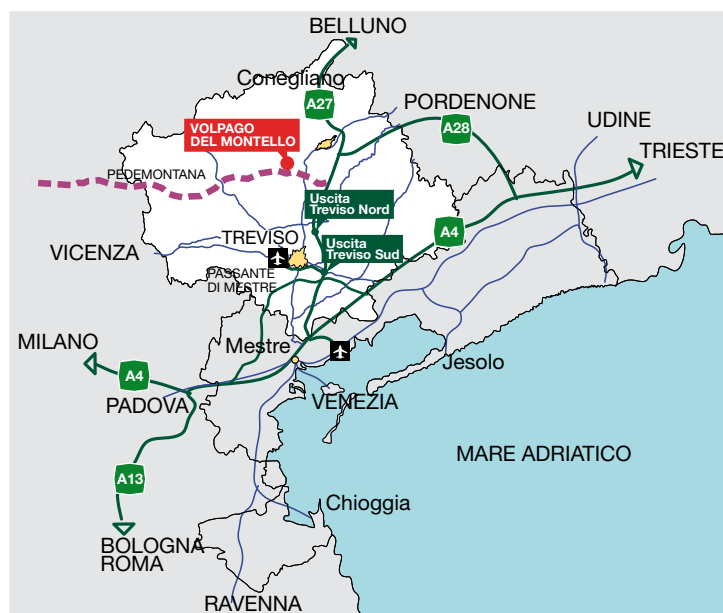 BELLUNO
Conegliano
A27
PORDENONE
A28
UDINE
VOLPAGO
DEL MONTELLO
TRIESTE
PEDEMONTANA
Uscita
Treviso Nord
A4
TREVISO
Uscita
Treviso Sud
VICENZA
PASSANTE
DI MESTRE
MILANO
Mestre
Jesolo
A4
PADOVA
VENEZIA
MARE ADRIATICO
A13
Chioggia
BOLOGNA
ROMA
RAVENNA